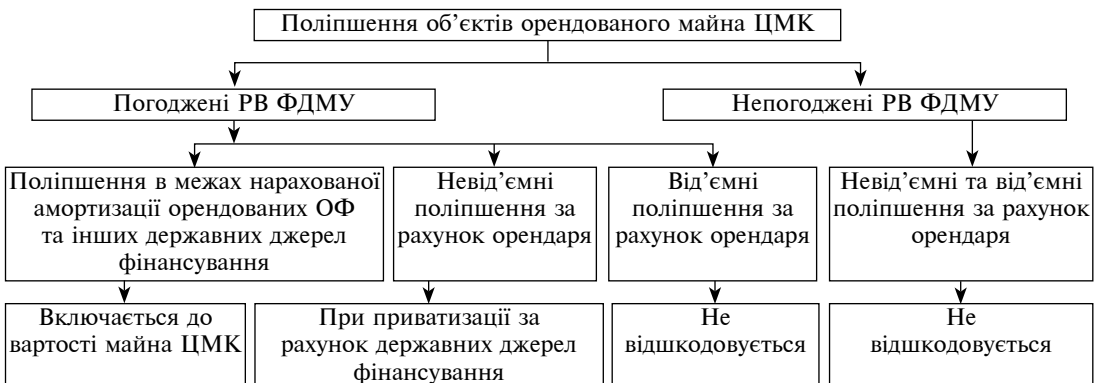 Поліпшення об’єктів орендованого майна ЦМК
Погоджені РВ ФДМУ
Непогоджені РВ ФДМУ
Поліпшення в межах нарахованої
амортизації орендованих ОФ
та інших державних джерел
фінансування
Невід’ємні
поліпшення за
рахунок орендаря
Від’ємні
поліпшення за
рахунок орендаря
Невід’ємні та від’ємні
поліпшення за рахунок
орендаря
Включається до
вартості майна ЦМК
При приватизації за
рахунок державних джерел
фінансування
Не
відшкодовується
Не
відшкодовується